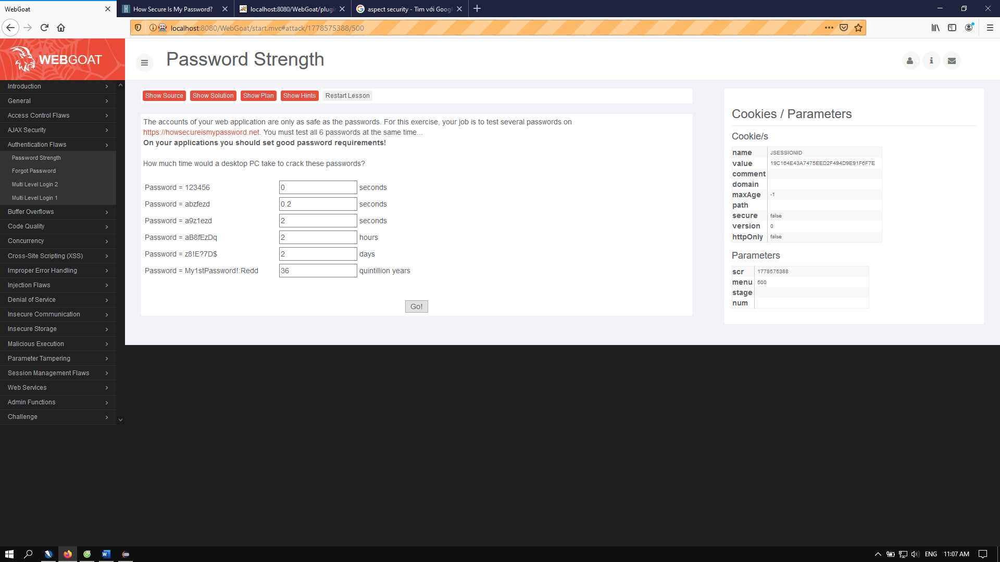 WebGoat
How Secure Is My Password?
localhost:8080/WebGoat/plugi
aspect security - Tìm với Googl
localhost:8080/WebGoat/start.mvc#attack/1778575388/500
WEBGOAT
Password Strength
Introduction
General
Access Control Flaws
AJAX Security
Authentication Flaws
Password Strength
Forgot Password
Multi Level Login 2
Multi Level Login 1
Buffer Overflows
Code Quality
Concurrency
Cross-Site Scripting (XSS)
Improper Error Handling
Injection Flaws
Denial of Service
Insecure Communication
Insecure Storage
Malicious Execution
Parameter Tampering
Session Management Flaws
Web Services
Admin Functions
Challenge
Show Source Show Solution Show Plan Show Hints Restart Lesson
The accounts of your web application are only as safe as the passwords. For this exercise, your job is to test several passwords on
https://howsecureismypassword.net. You must test all 6 passwords at the same time...
On your applications you should set good password requirements!
How much time would a desktop PC take to crack these passwords?
Password = 123456 0 seconds
Password = abzfezd 0.2 seconds
Password = a9z1ezd 2 seconds
Password = aB8fEzDq 2 hours
Password = z8!E?7D$ 2 days
Password = My1stPassword!:Redd 36 quintillion years
Go!
Cookies / Parameters
Cookie/s
name JSESSIONID
value 19C164E43A7475EED2F494D9E91F6F7E
comment
domain
maxAge -1
path
secure false
version 0
httpOnly false
Parameters
scr 1778575388
menu 500
stage
num
ENG 11:07 AM